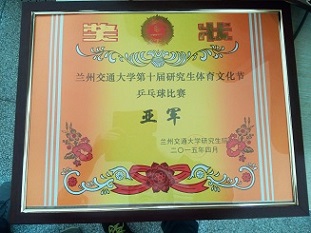 奖状
兰州交通大学第十届研究生体育文化节
乒乓球比赛
亚军
兰州交通大学研究生院
二〇一五年四月